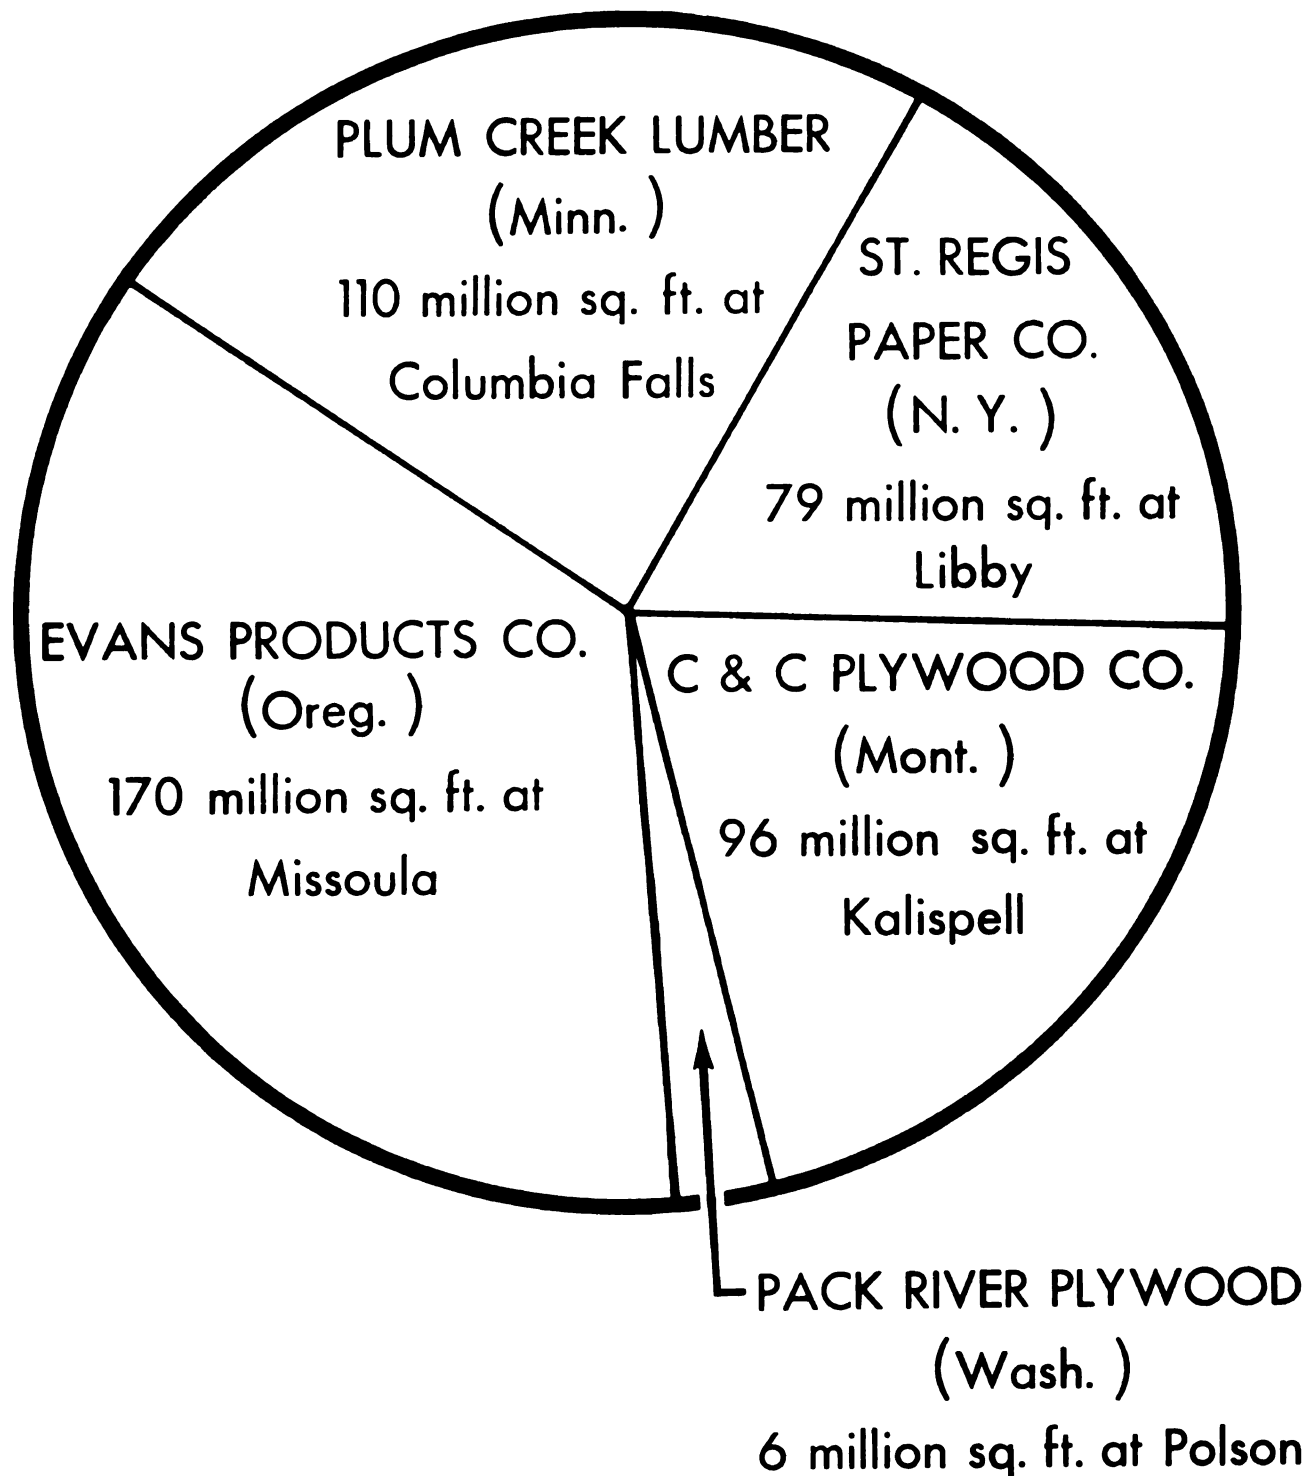 PLUM CREEK LUMBER
(Minn. )
110 million sq. ft. at
Columbia Falls
ST. REGIS
PAPER CO.
(N. Y. )
79 million sq. ft. at
Libby
EVANS PRODUCTS CO.
(Oreg. )
170 million sq. ft. at
Missoula
C & C PLYWOOD CO.
(Mont. )
96 million sq. ft. at
Kalispell
PACK RIVER PLYWOOD
(Wash. )
6 million sq. ft. at Polson